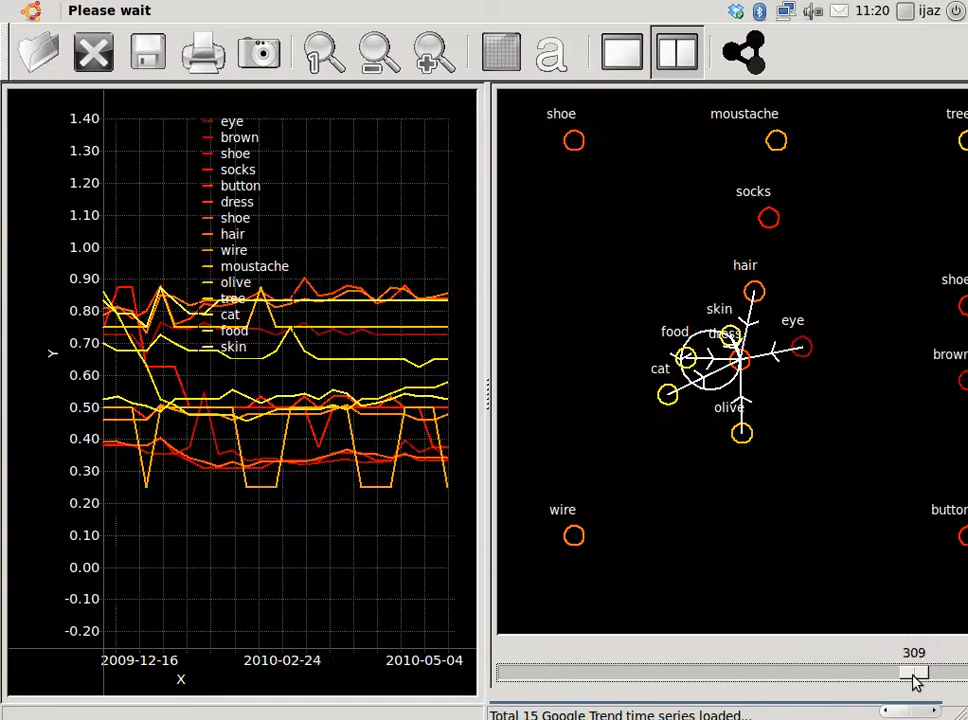 Please wait
11:20
ijaz
1
a
1.40
1.30
1.20
1.10
1.00
0.90
0.80
0.70
0.60
0.50
0.40
0.30
0.20
0.10
0.00
-0.10
-0.20
Y
eye
brown
shoe
socks
button
dress
shoe
hair
wire
moustache
olive
tree
cat
food
skin
2009-12-16
2010-02-24
2010-05-04
X
shoe
moustache
tree
socks
hair
skin
eye
food
dress
shoe
cat
brown
olive
wire
button
309
Total 15 Google Trend time series loaded...